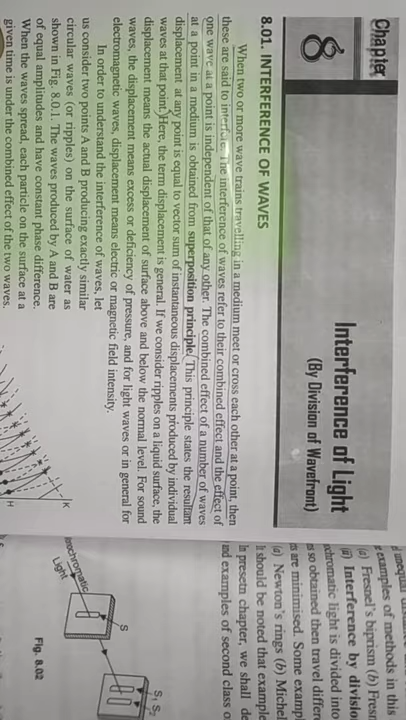 Chapter
8
Interference of Light
(By Division of Wavefront)
8.01. INTERFERENCE OF WAVES
When two or more wave trains travelling in a medium meet or cross each other at a point, then
these are said to interfere. The interference of waves refer to their combined effect and the effect of
one wave at a point is independent of that of any other. The combined effect of a number of waves
at a point in a medium is obtained from superposition principle. This principle states the resultant
displacement at any point is equal to vector sum of instantaneous displacements produced by individual
waves at that point. Here, the term displacement is general. If we consider ripples on a liquid surface, the
displacement means the actual displacement of surface above and below the normal level. For sound
waves, the displacement means excess or deficiency of pressure, and for light waves or in general for
electromagnetic waves, displacement means electric or magnetic field intensity.
In order to understand the interference of waves, let
us consider two points A and B producing exactly similar
circular waves (or ripples) on the surface of water as
shown in Fig. 8.0.1. The waves produced by A and B are
of equal amplitudes and have constant phase difference.
When the waves spread, each particle on the surface at a
given time is under the combined effect of the two waves.
K
H
examples of methods in this
(a) Fresnel's biprism (b) Fres
(ii) Interference by divisio
ochromatic light is divided into
es so obtained then travel differ
ts are minimised. Some examp
(a) Newton's rings (b) Michel
It should be noted that example
In presetn chapter, we shall de
and examples of second class o
nochromatic
Light
S
S₁
S₂
Fig. 8.02